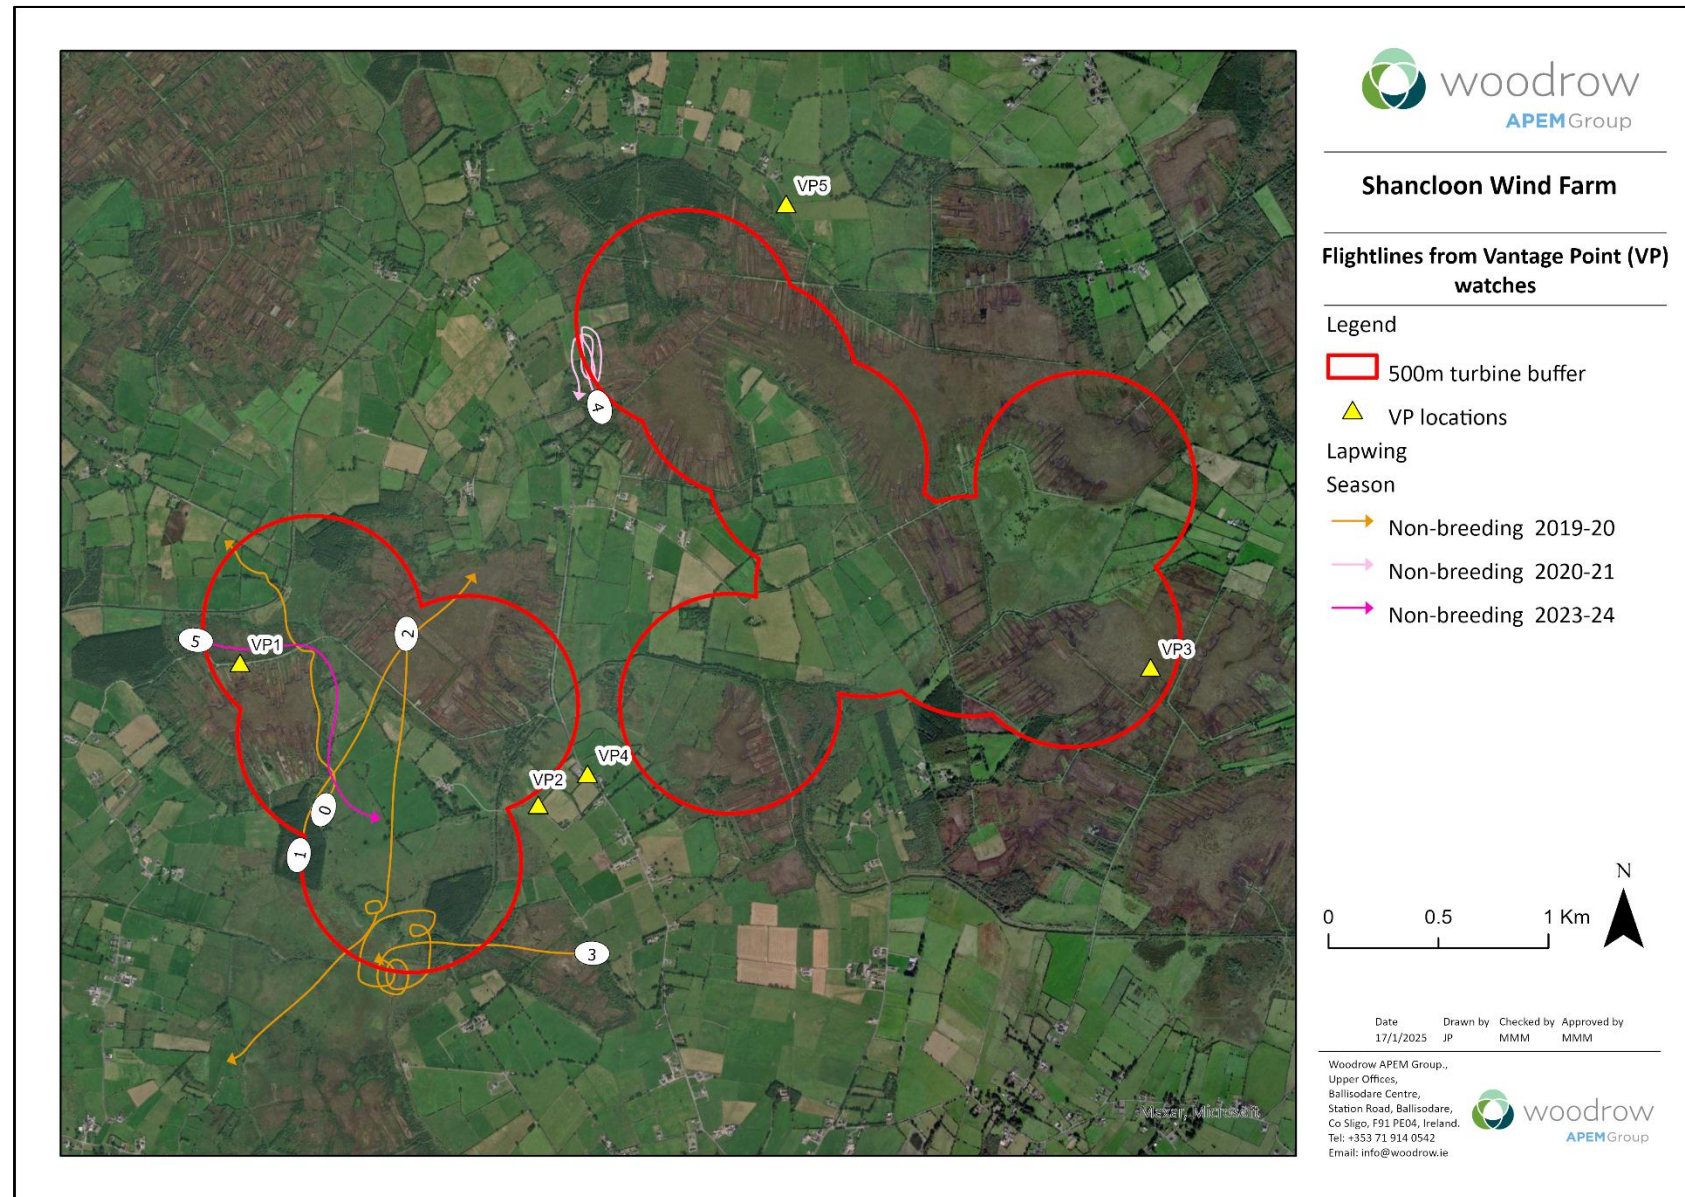 VP5
4
5
VP1
2
VP3
VP4
VP2
0
1
3
Maxar, Microsoft
woodrow
APEM Group
Shancloon Wind Farm
Flightlines from Vantage Point (VP)
watches
Legend
500m turbine buffer
VP locations
Lapwing
Season
Non-breeding 2019-20
Non-breeding 2020-21
Non-breeding 2023-24
N
0 0.5 1 Km
Date Drawn by Checked by Approved by
17/1/2025 JP MMM MMM
Woodrow APEM Group.,
Upper Offices,
Ballisodare Centre,
Station Road, Ballisodare,
Co Sligo, F91 PE04, Ireland.
Tel: +353 71 914 0542
Email: info@woodrow.ie
woodrow
APEM Group